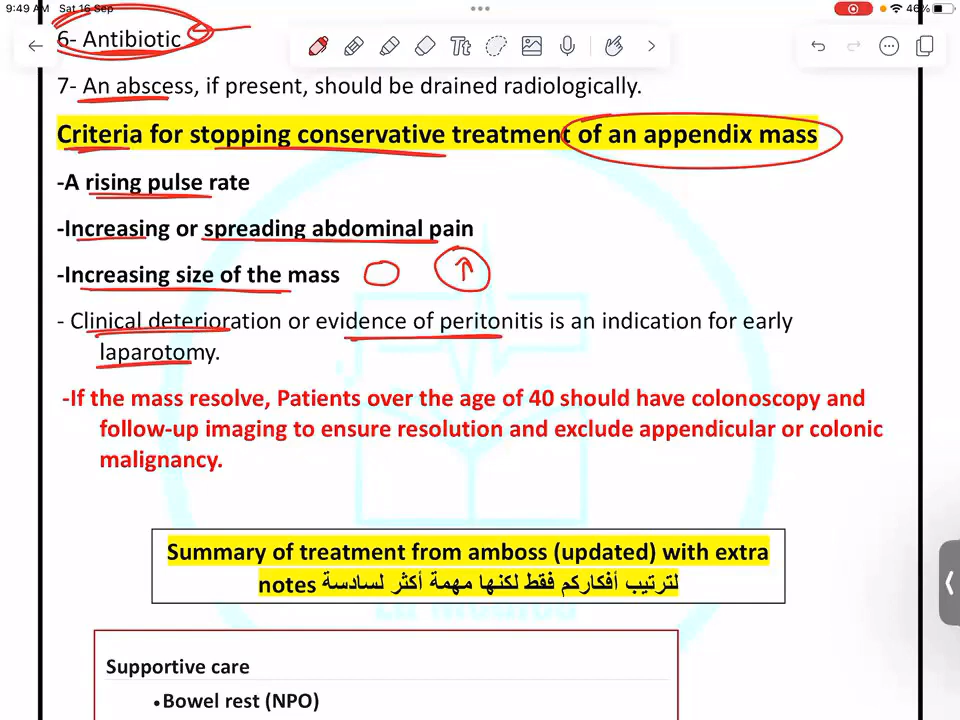 9:49 AM Sat 16 Sep
46%
6- Antibiotic
Tt
7- An abscess, if present, should be drained radiologically.
Criteria for stopping conservative treatment of an appendix mass
-A rising pulse rate
-Increasing or spreading abdominal pain
-Increasing size of the mass
- Clinical deterioration or evidence of peritonitis is an indication for early
laparotomy.
-If the mass resolve, Patients over the age of 40 should have colonoscopy and
follow-up imaging to ensure resolution and exclude appendicular or colonic
malignancy.
Summary of treatment from amboss (updated) with extra
notes لترتيب أفكاركم فقط لكنها مهمة أكثر لسادسة
Supportive care
•Bowel rest (NPO)